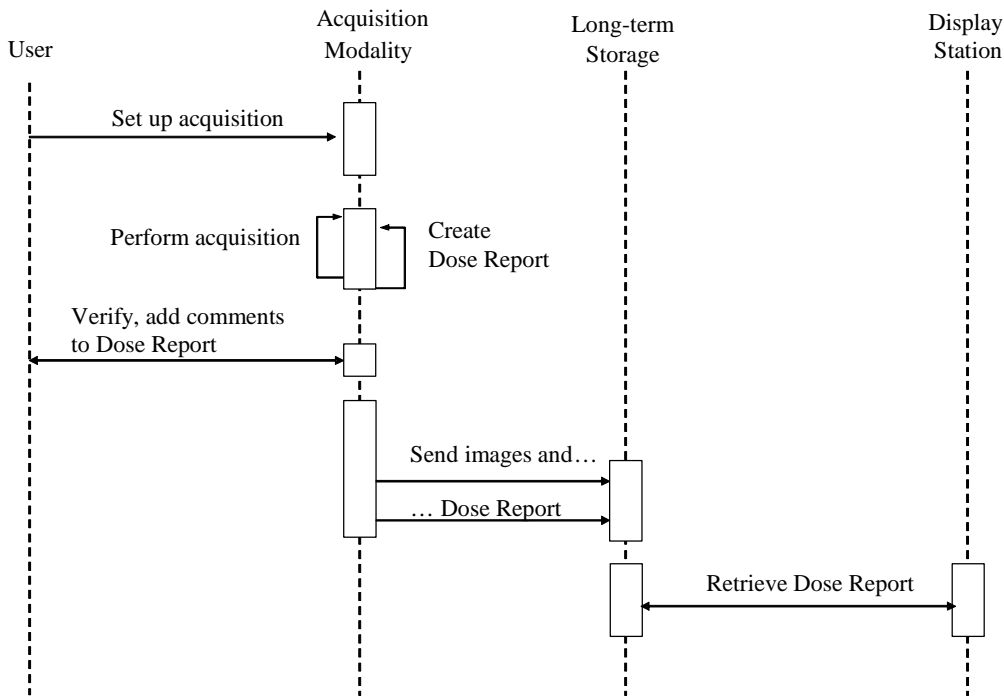 User
Acquisition
Modality
Long-term
Storage
Display
Station
Set up acquisition
Perform acquisition
Create
Dose Report
Verify, add comments
to Dose Report
Send images and…
… Dose Report
Retrieve Dose Report